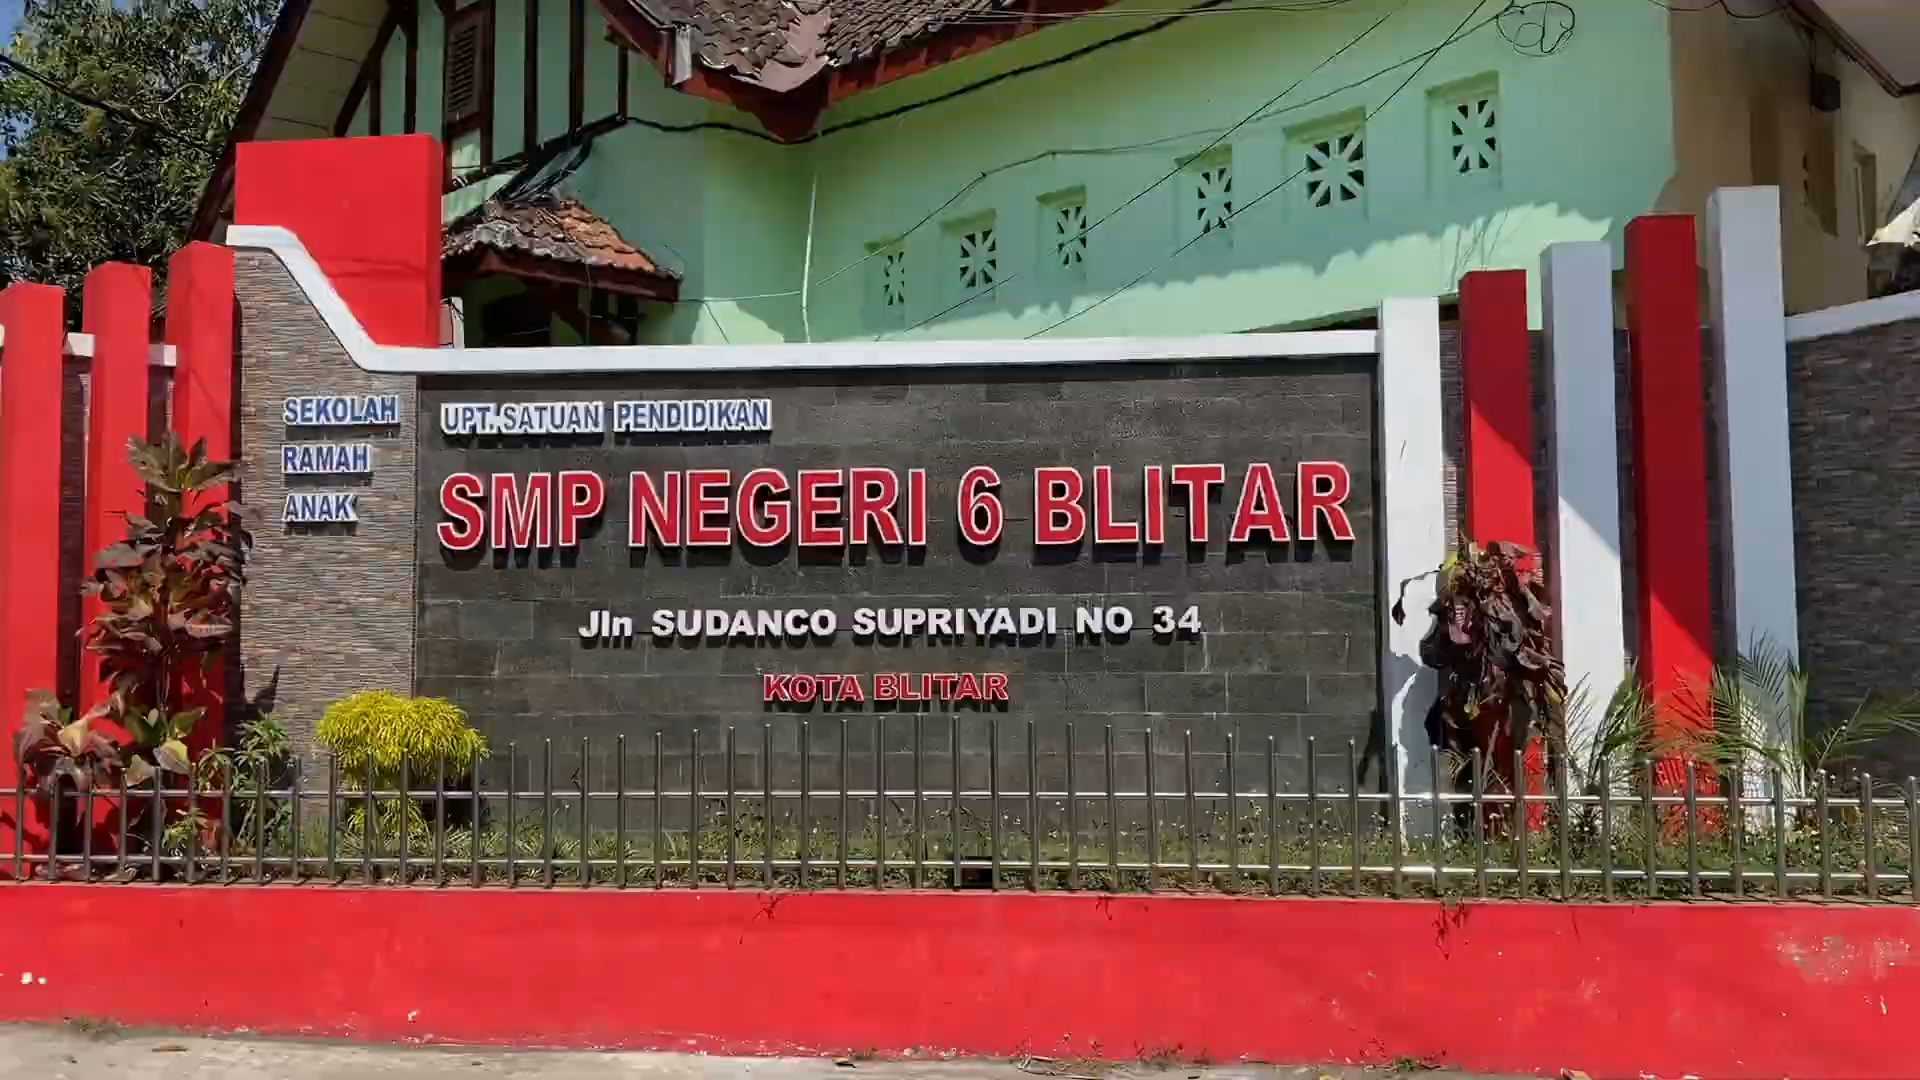 SEKOLAH
RAMAH
ANAK
UPT. SATUAN PENDIDIKAN
SMP NEGERI 6 BLITAR
Jln SUDANCO SUPRIYADI NO 34
KOTA BLITAR